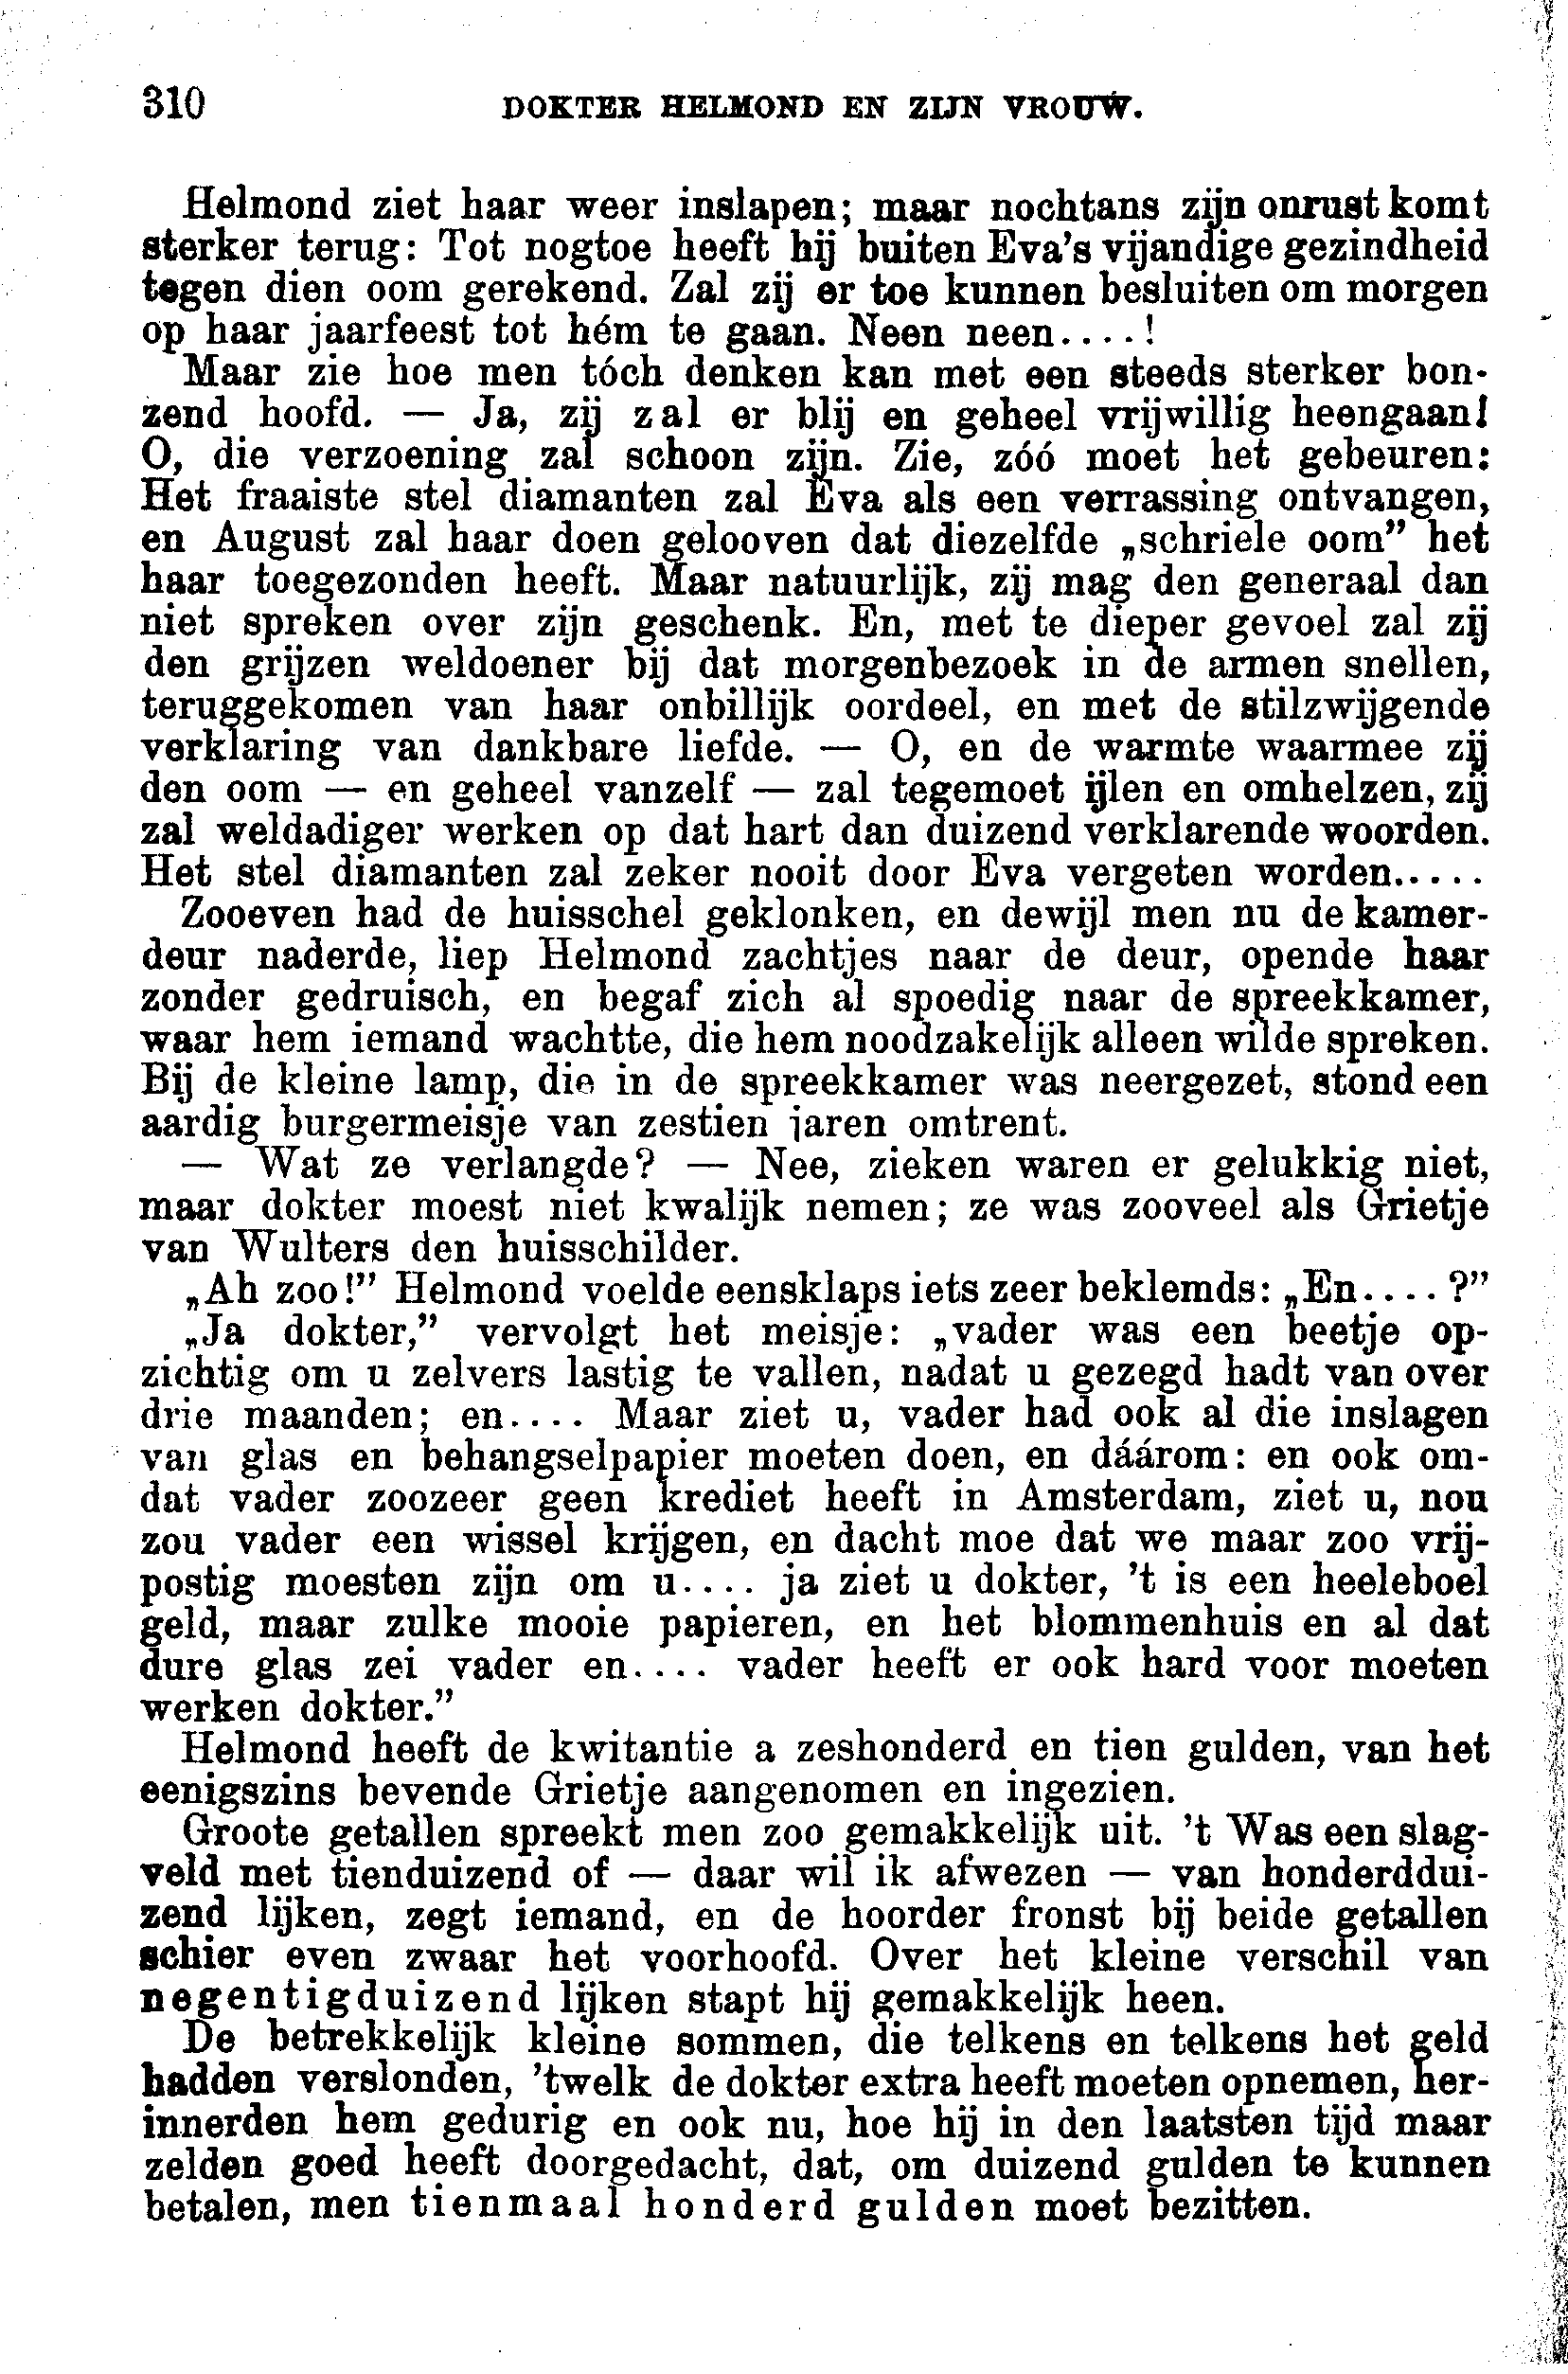 310 DOKTER HELMOND EN ZIJN VROUW.
Helmond ziet haar weer inslapen; maar nochtans zijn onrust komt
sterker terug: Tot nogtoe heeft hij buiten Eva's vijandige gezindheid
tegen dien oom gerekend. Zal zij er toe kunnen besluiten om morgen
op haar jaarfeest tot hém te gaan. Neen neen....!
Maar zie hoe men tóch denken kan met een steeds sterker bon-
zend hoofd. — Ja, zij zal er blij en geheel vrijwillig heengaan!
O, die verzoening zal schoon zijn. Zie, zóó moet het gebeuren:
Het fraaiste stel diamanten zal Eva als een verrassing ontvangen,
en August zal haar doen gelooven dat diezelfde „schriele oom” het
haar toegezonden heeft. Maar natuurlijk, zij mag den generaal dan
niet spreken over zijn geschenk. En, met te dieper gevoel zal zij
den grijzen weldoener bij dat morgenbezoek in de armen snellen,
teruggekomen van haar onbillijk oordeel, en met de stilzwijgende
verklaring van dankbare liefde. — O, en de warmte waarmee zij
den oom — en geheel vanzelf — zal tegemoet ijlen en omhelzen, zij
zal weldadiger werken op dat hart dan duizend verklarende woorden.
Het stel diamanten zal zeker nooit door Eva vergeten worden.....
Zooeven had de huisschel geklonken, en dewijl men nu de kamer-
deur naderde, liep Helmond zachtjes naar de deur, opende haar
zonder gedruisch, en begaf zich al spoedig naar de spreekkamer,
waar hem iemand wachtte, die hem noodzakelijk alleen wilde spreken.
Bij de kleine lamp, die in de spreekkamer was neergezet, stond een
aardig burgermeisje van zestien jaren omtrent.
— Wat ze verlangde? — Nee, zieken waren er gelukkig niet,
maar dokter moest niet kwalijk nemen; ze was zooveel als Grietje
van Wulters den huisschilder.
„Ah zoo!” Helmond voelde eensklaps iets zeer beklemds: „En....?”
„Ja dokter,” vervolgt het meisje: „vader was een beetje op-
zichtig om u zelvers lastig te vallen, nadat u gezegd hadt van over
drie maanden; en.... Maar ziet u, vader had ook al die inslagen
van glas en behangselpapier moeten doen, en dáárom: en ook om-
dat vader zoozeer geen krediet heeft in Amsterdam, ziet u, nou
zou vader een wissel krijgen, en dacht moe dat we maar zoo vrij-
postig moesten zijn om u.... ja ziet u dokter, 't is een heeleboel
geld, maar zulke mooie papieren, en het blommenhuis en al dat
dure glas zei vader en.... vader heeft er ook hard voor moeten
werken dokter.”
Helmond heeft de kwitantie a zeshonderd en tien gulden, van het
eenigszins bevende Grietje aangenomen en ingezien.
Groote getallen spreekt men zoo gemakkelijk uit. 't Was een slag-
veld met tienduizend of — daar wil ik afwezen — van honderddui-
zend lijken, zegt iemand, en de hoorder fronst bij beide getallen
schier even zwaar het voorhoofd. Over het kleine verschil van
negentigduizend lijken stapt hij gemakkelijk heen.
De betrekkelijk kleine sommen, die telkens en telkens het geld
hadden verslonden, 'twelk de dokter extra heeft moeten opnemen, her-
innerden hem gedurig en ook nu, hoe hij in den laatsten tijd maar
zelden goed heeft doorgedacht, dat, om duizend gulden te kunnen
betalen, men tienmaal honderd gulden moet bezitten.